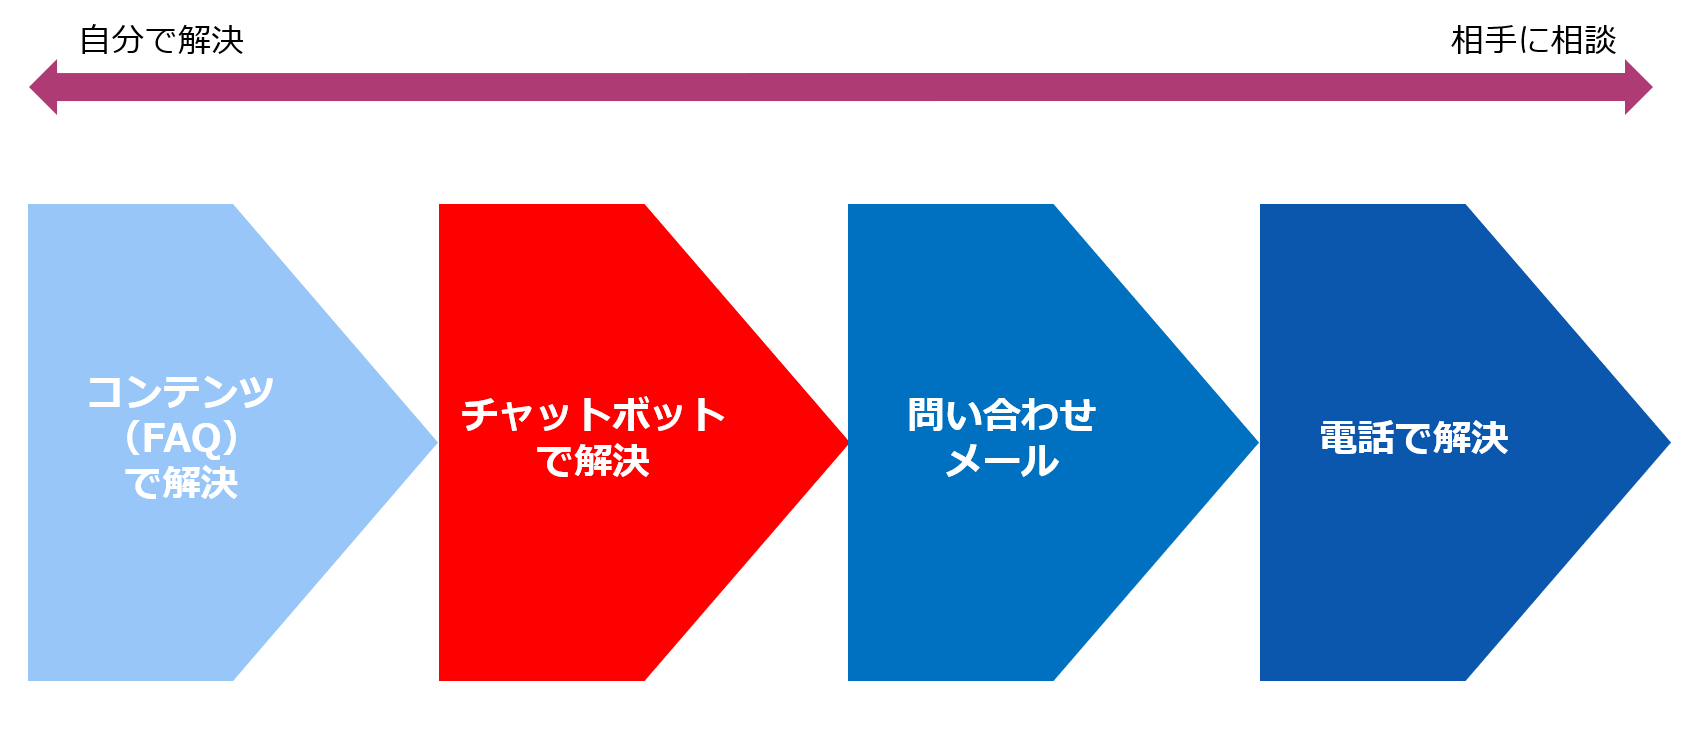 自分で解決
相手に相談
コンテンツ
（FAQ）
で解決
チャットボット
で解決
問い合わせ
メール
電話で解決